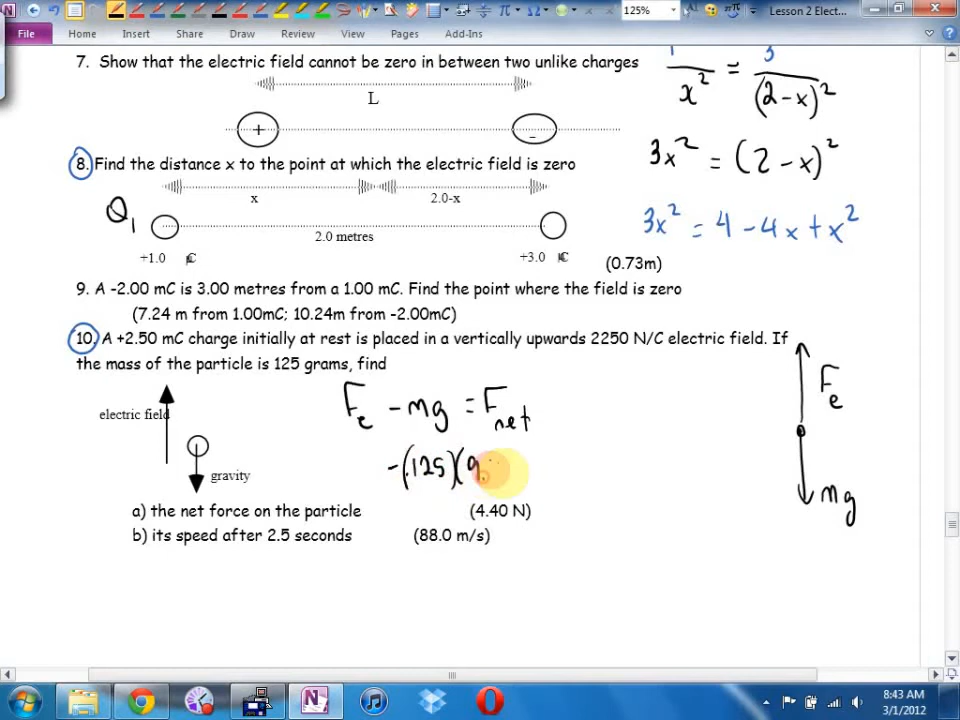 125%
Lesson 2 Elect...
File Home Insert Share Draw Review View Pages Add-Ins
7. Show that the electric field cannot be zero in between two unlike charges
L
+ -
8. Find the distance x to the point at which the electric field is zero
x 2.0-x
Q1
2.0 metres
+1.0 +3.0
(0.73m)
1/x² = 3/(2-x)²
3x² = (2-x)²
3x² = 4 - 4x + x²
9. A -2.00 mC is 3.00 metres from a 1.00 mC. Find the point where the field is zero
(7.24 m from 1.00mC; 10.24m from -2.00mC)
10. A +2.50 mC charge initially at rest is placed in a vertically upwards 2250 N/C electric field. If
the mass of the particle is 125 grams, find
electric field
gravity
Fe - mg = Fnet
-(.125)(9.
Fe
mg
a) the net force on the particle (4.40 N)
b) its speed after 2.5 seconds (88.0 m/s)
8:43 AM
3/1/2012